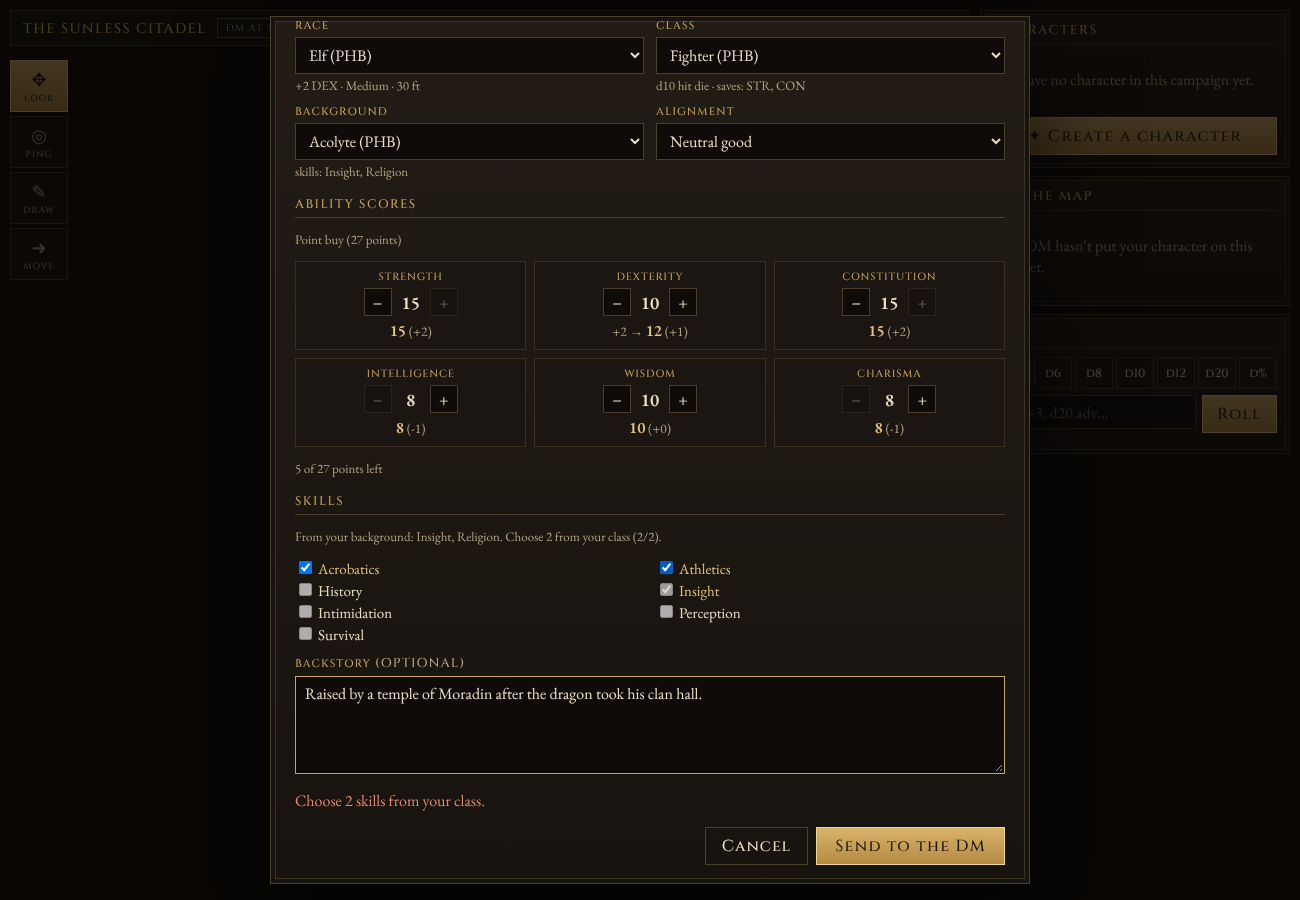 THE SUNLESS CITADEL
DM AT
LOOK
PING
DRAW
MOVE
RACE
CLASS
Elf (PHB)
Fighter (PHB)
+2 DEX · Medium · 30 ft
d10 hit die · saves: STR, CON
BACKGROUND
ALIGNMENT
Acolyte (PHB)
Neutral good
skills: Insight, Religion
ABILITY SCORES
Point buy (27 points)
STRENGTH
DEXTERITY
CONSTITUTION
− 15 +
− 10 +
− 15 +
15 (+2)
+2 → 12 (+1)
15 (+2)
INTELLIGENCE
WISDOM
CHARISMA
− 8 +
− 10 +
− 8 +
8 (-1)
10 (+0)
8 (-1)
5 of 27 points left
SKILLS
From your background: Insight, Religion. Choose 2 from your class (2/2).
Acrobatics
Athletics
History
Insight
Intimidation
Perception
Survival
BACKSTORY (OPTIONAL)
Raised by a temple of Moradin after the dragon took his clan hall.
Choose 2 skills from your class.
CANCEL
SEND TO THE DM
RACTERS
ave no character in this campaign yet.
✦ CREATE A CHARACTER
HE MAP
DM hasn't put your character on this
et.
D6 D8 D10 D12 D20 D%
+3, d20 adv...
ROLL